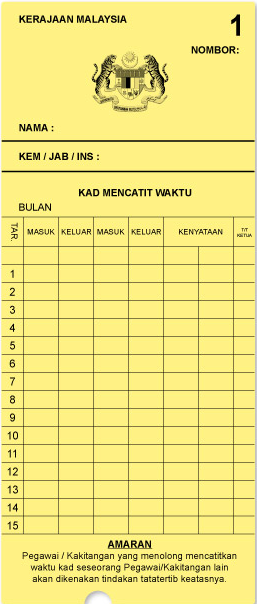 KERAJAAN MALAYSIA
1
NOMBOR:
NAMA :
KEM / JAB / INS :
KAD MENCATIT WAKTU
BULAN
TAR. MASUK KELUAR MASUK KELUAR KENYATAAN T/T KETUA
1
2
3
4
5
6
7
8
9
10
11
12
13
14
15
AMARAN
Pegawai / Kakitangan yang menolong mencatitkan
waktu kad seseorang Pegawai/Kakitangan lain
akan dikenakan tindakan tatatertib keatasnya.